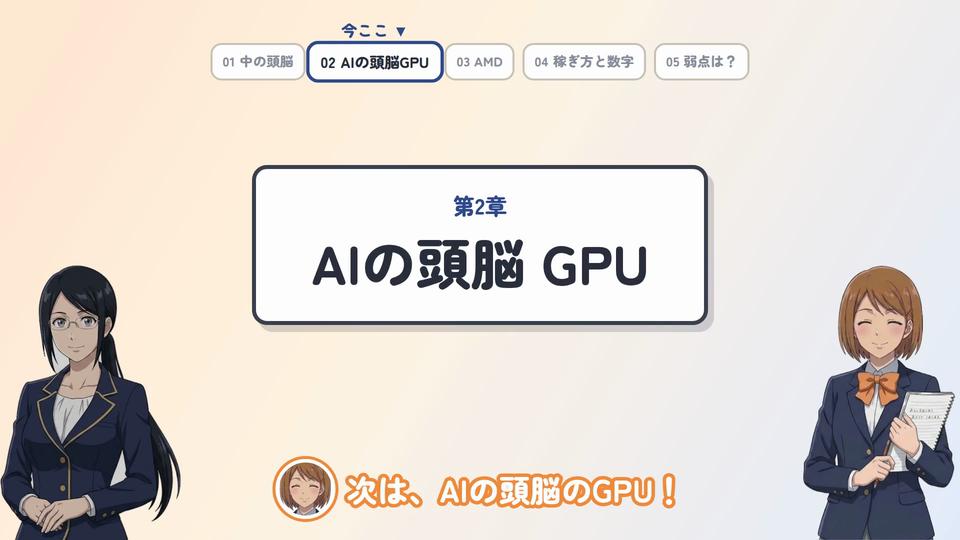 今ここ ▼
01 中の頭脳
02 AIの頭脳GPU
03 AMD
04 稼ぎ方と数字
05 弱点は？
第2章
AIの頭脳 GPU
次は、AIの頭脳のGPU！